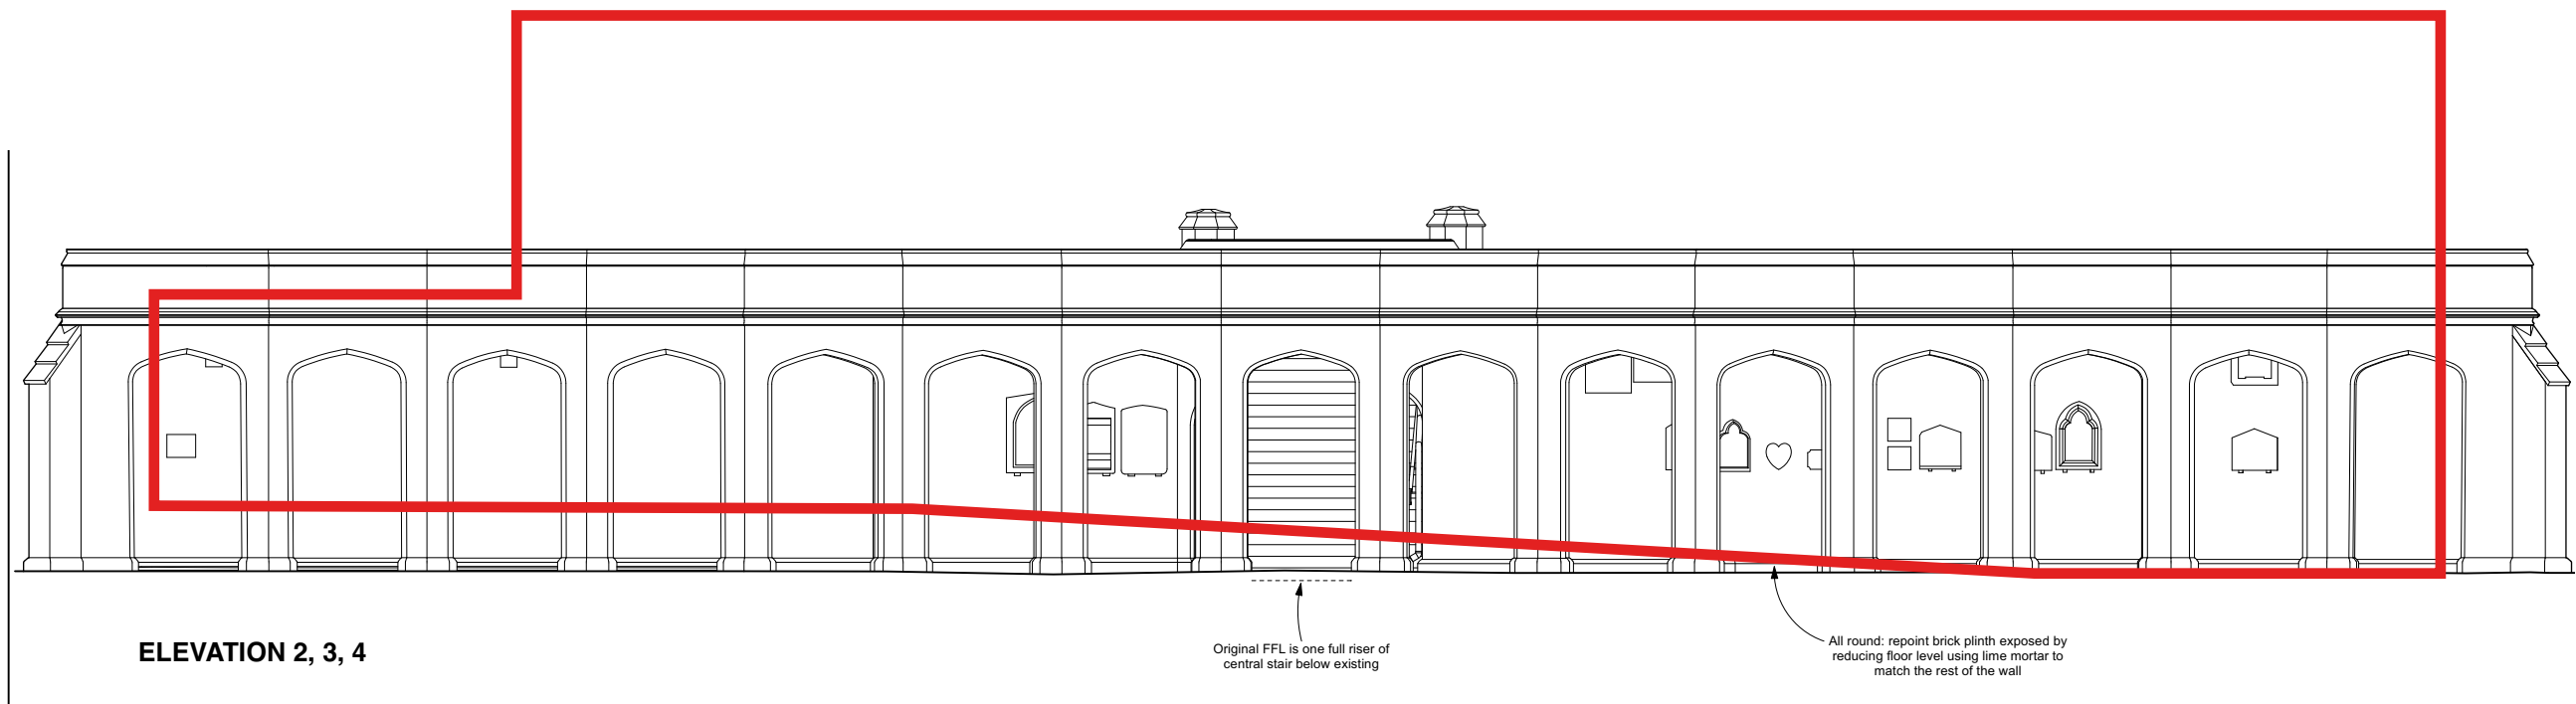 ELEVATION 2, 3, 4
Original FFL is one full riser of
central stair below existing
All round: repoint brick plinth exposed by
reducing floor level using lime mortar to
match the rest of the wall